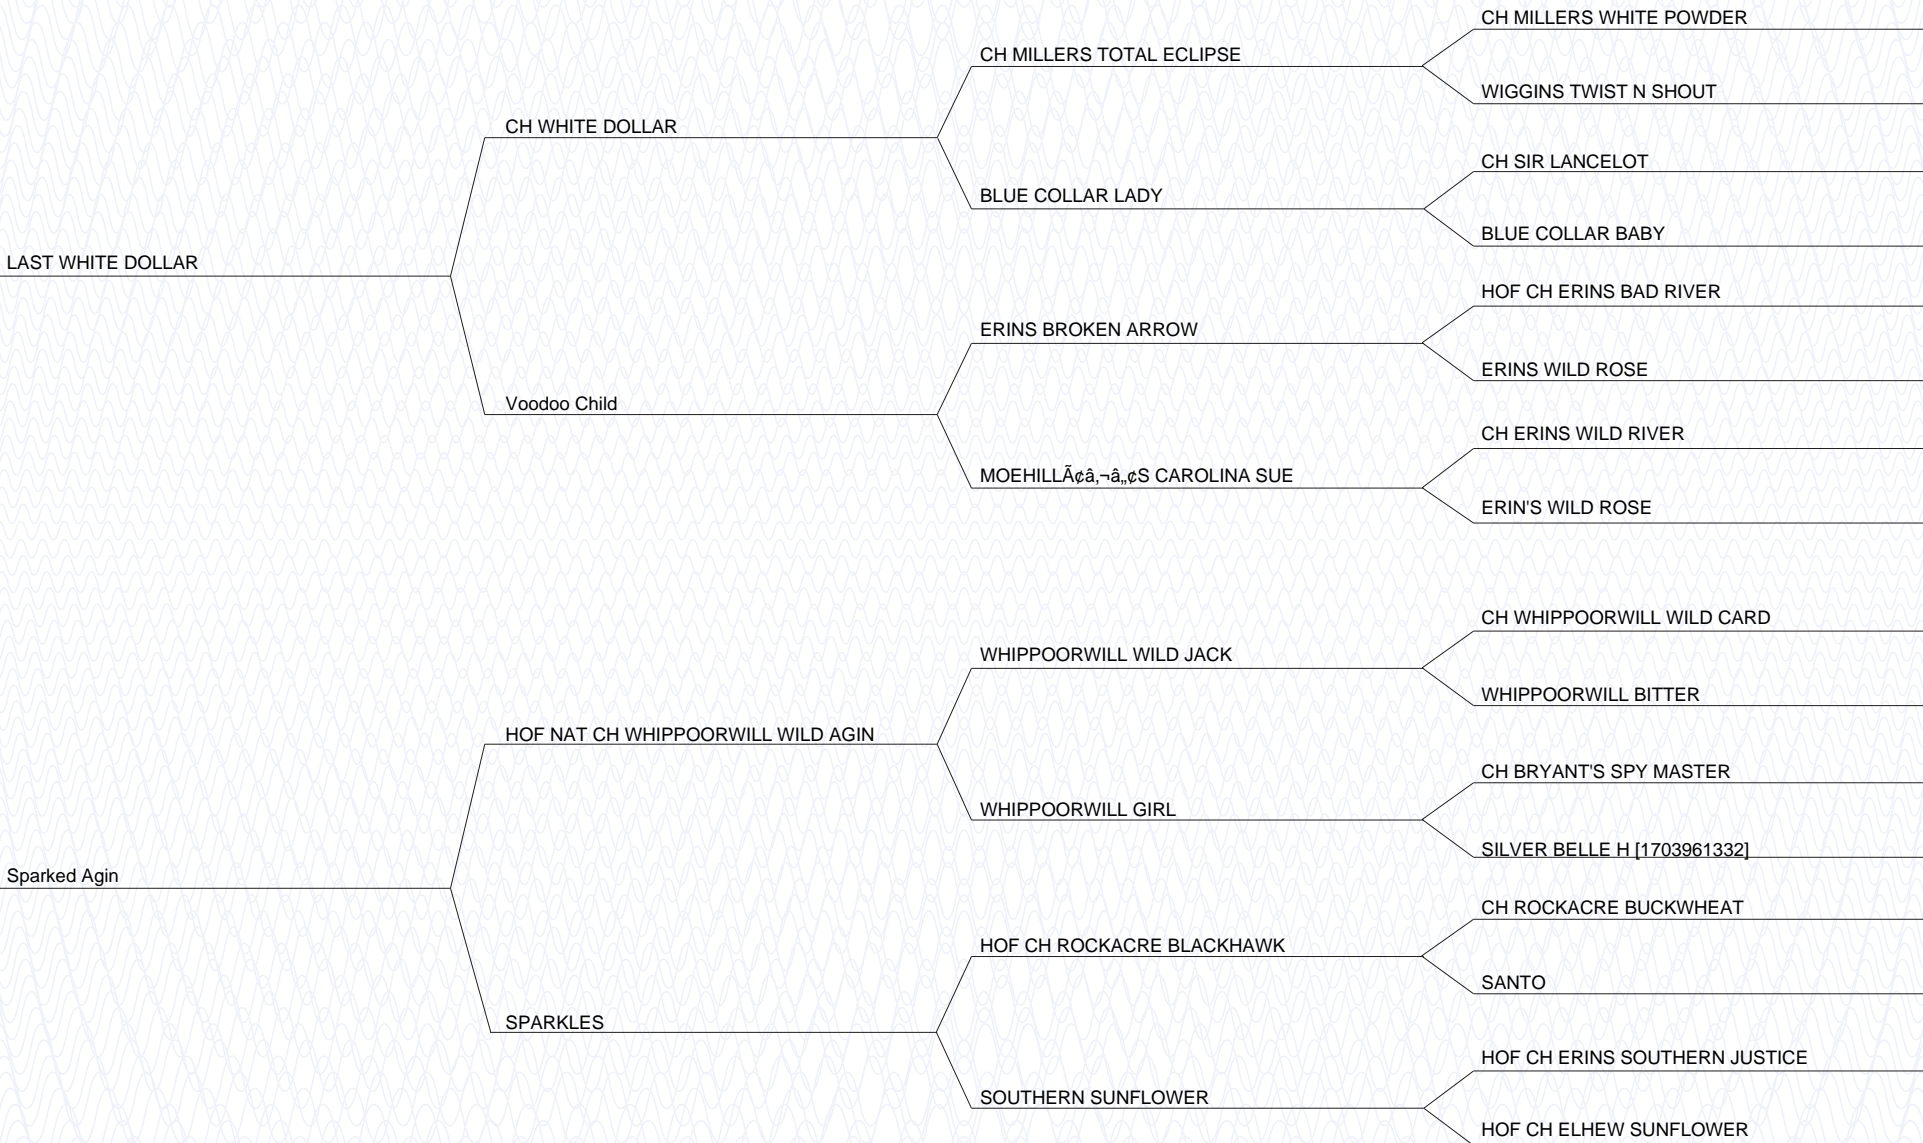 CH MILLERS WHITE POWDER
CH MILLERS TOTAL ECLIPSE
WIGGINS TWIST N SHOUT
CH WHITE DOLLAR
CH SIR LANCELOT
BLUE COLLAR LADY
BLUE COLLAR BABY
LAST WHITE DOLLAR
HOF CH ERINS BAD RIVER
ERINS BROKEN ARROW
ERINS WILD ROSE
Voodoo Child
CH ERINS WILD RIVER
MOEHILLÃ¢â‚¬â„¢S CAROLINA SUE
ERIN'S WILD ROSE
CH WHIPPOORWILL WILD CARD
WHIPPOORWILL WILD JACK
WHIPPOORWILL BITTER
HOF NAT CH WHIPPOORWILL WILD AGIN
CH BRYANT'S SPY MASTER
WHIPPOORWILL GIRL
SILVER BELLE H [1703961332]
Sparked Agin
CH ROCKACRE BUCKWHEAT
HOF CH ROCKACRE BLACKHAWK
SANTO
SPARKLES
HOF CH ERINS SOUTHERN JUSTICE
SOUTHERN SUNFLOWER
HOF CH ELHEW SUNFLOWER